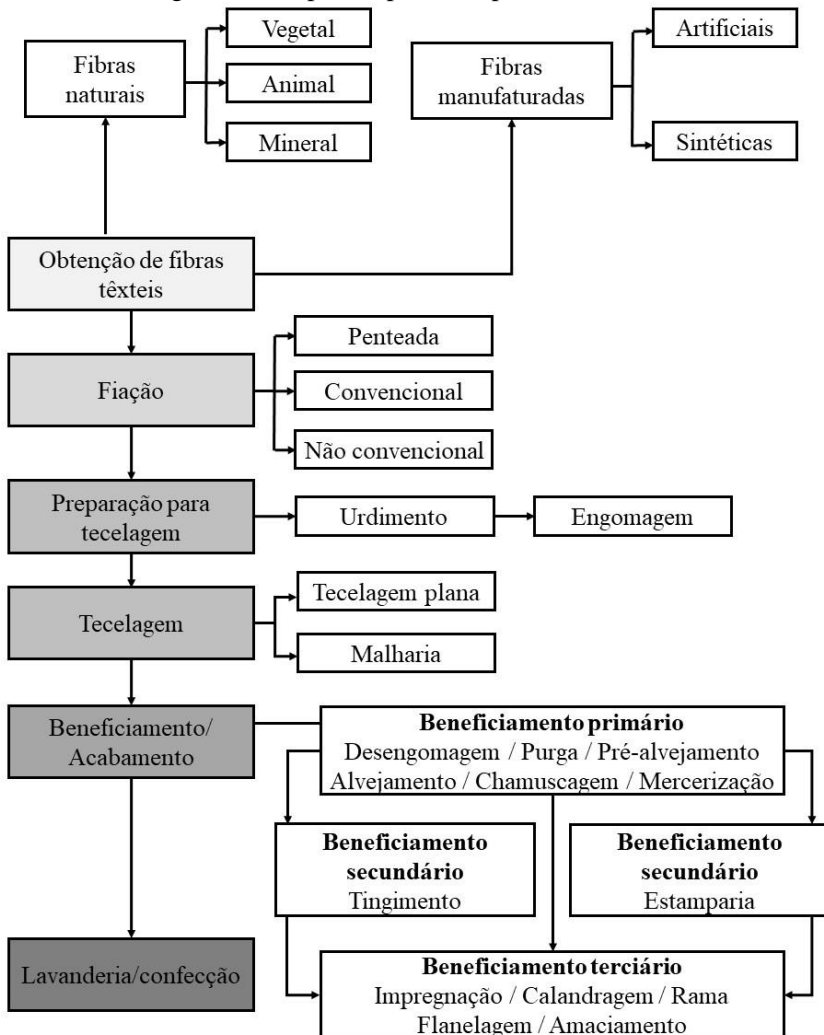 Vegetal
Artificiais
Fibras
naturais
Animal
Fibras
manufaturadas
Mineral
Sintéticas
Obtenção de fibras
têxteis
Penteada
Fiação
Convencional
Não convencional
Preparação para
tecelagem
Urdimento
Engomagem
Tecelagem plana
Tecelagem
Malharia
Beneficiamento/
Acabamento
Beneficiamento primário
Desengomagem / Purga / Pré-alvejamento
Alvejamento / Chamuscagem / Mercerização
Beneficiamento
secundário
Tingimento
Beneficiamento
secundário
Estamparia
Lavanderia/confecção
Beneficiamento terciário
Impregnação / Calandragem / Rama
Flanelagem / Amaciamento